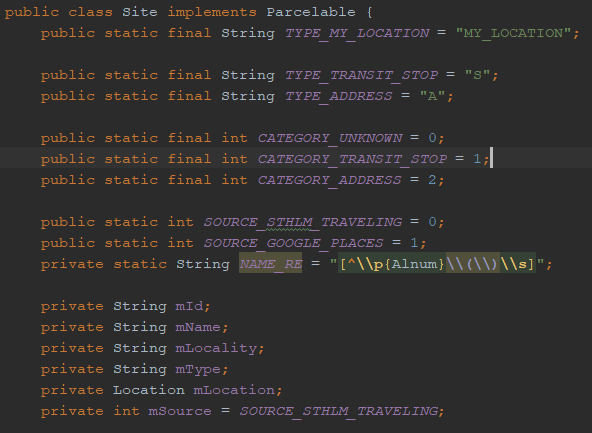 public class Site implements Parcelable {
public static final String TYPE_MY_LOCATION = "MY_LOCATION";
public static final String TYPE_TRANSIT_STOP = "S";
public static final String TYPE_ADDRESS = "A";
public static final int CATEGORY_UNKNOWN = 0;
public static final int CATEGORY_TRANSIT_STOP = 1;
public static final int CATEGORY_ADDRESS = 2;
public static int SOURCE_STHLM_TRAVELING = 0;
public static int SOURCE_GOOGLE_PLACES = 1;
private static String NAME_RE = "[^\\p{Alnum}\\(\\)\\s]";
private String mId;
private String mName;
private String mLocality;
private String mType;
private Location mLocation;
private int mSource = SOURCE_STHLM_TRAVELING;